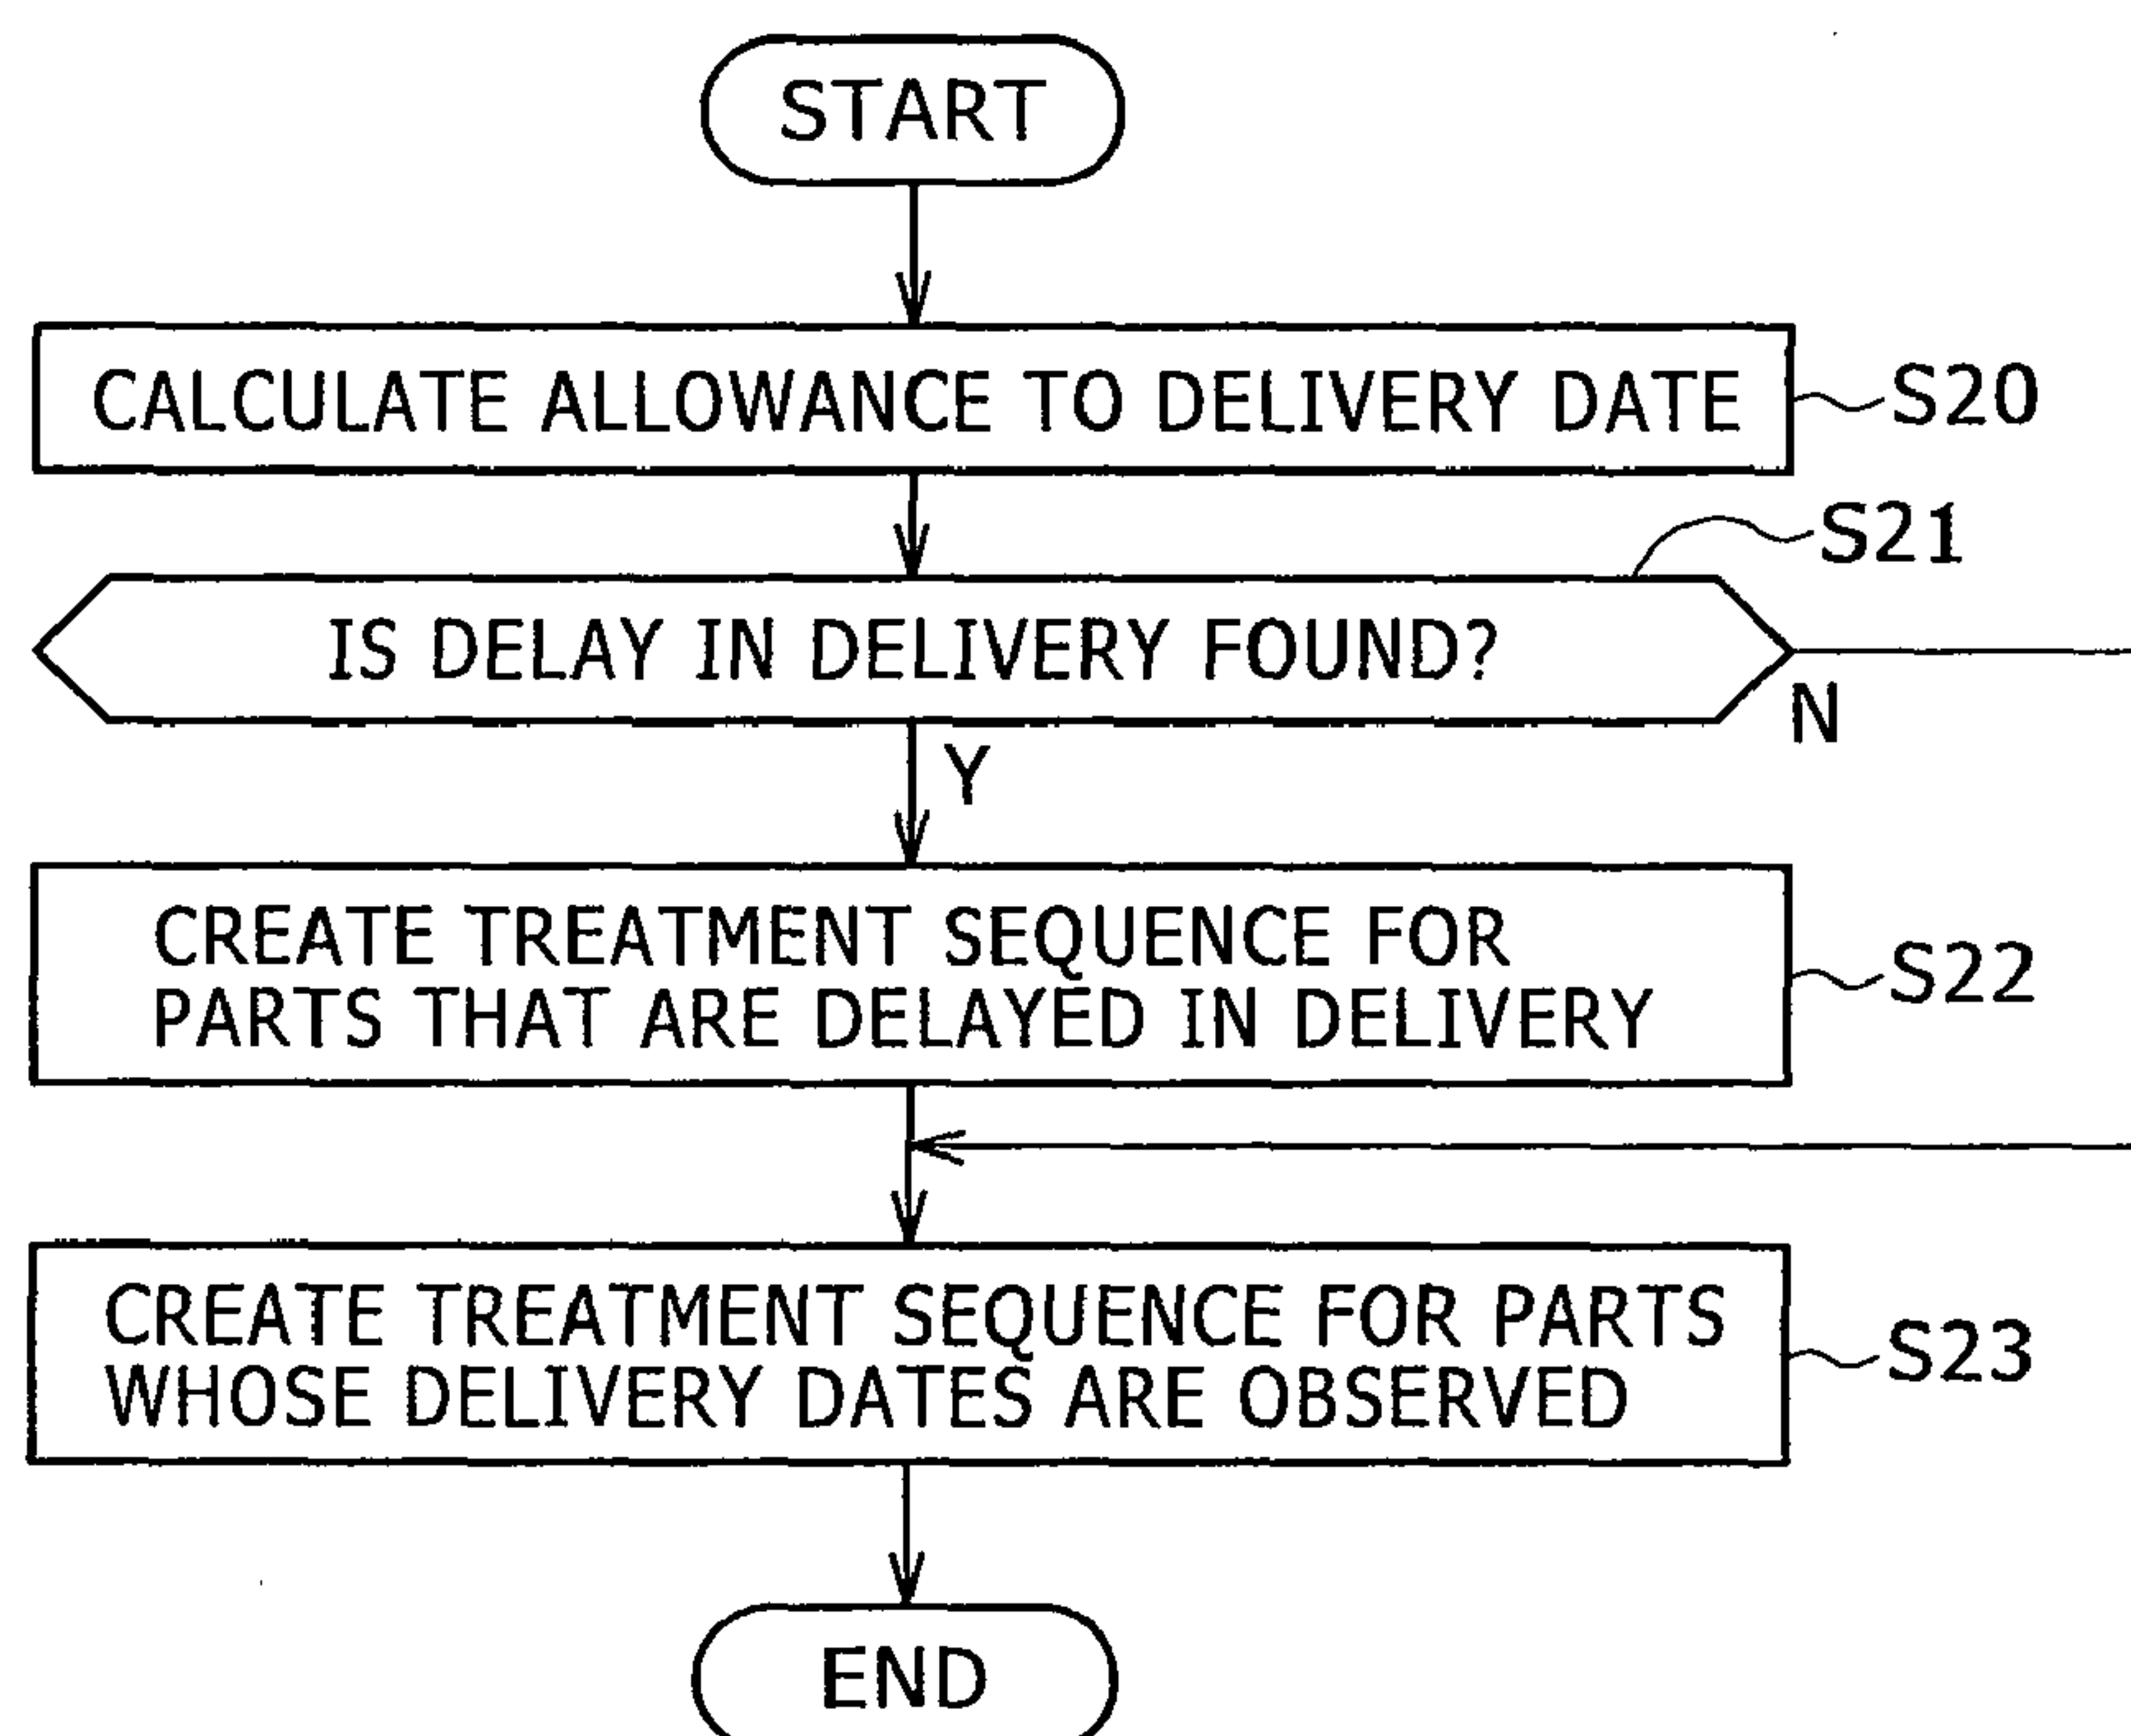 START
CALCULATE ALLOWANCE TO DELIVERY DATE
S20
S21
IS DELAY IN DELIVERY FOUND?
N
Y
CREATE TREATMENT SEQUENCE FOR
PARTS THAT ARE DELAYED IN DELIVERY
S22
CREATE TREATMENT SEQUENCE FOR PARTS
WHOSE DELIVERY DATES ARE OBSERVED
S23
END